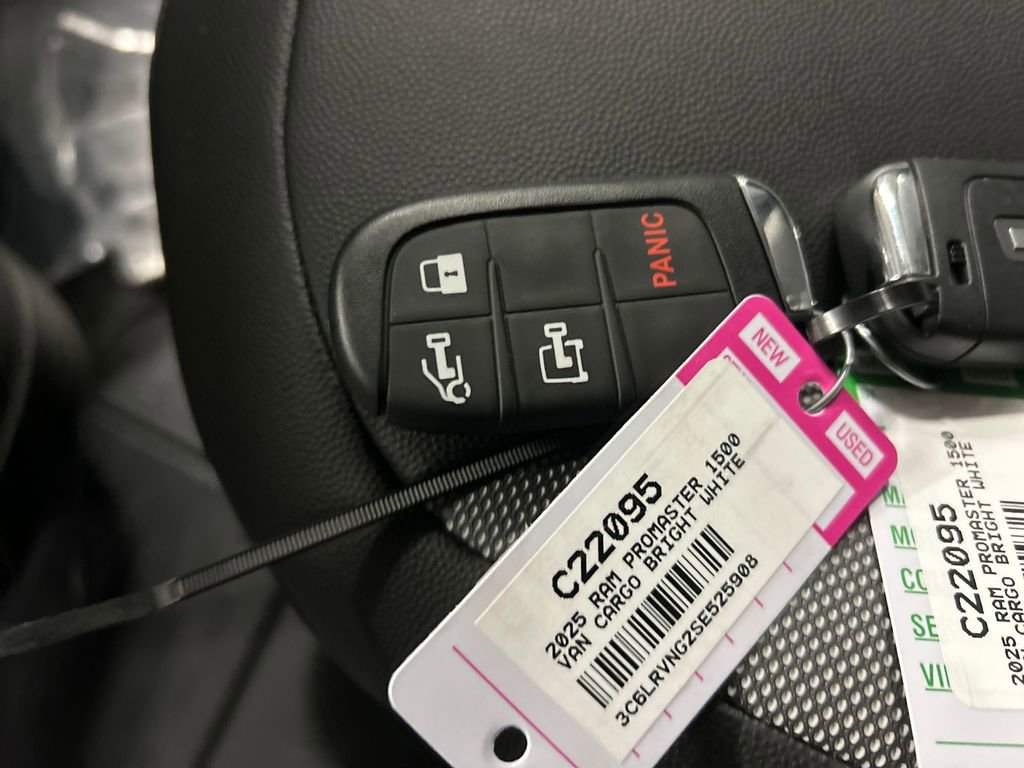 PANIC
NEW
USED
C22095
2025 RAM PROMASTER 1500
VAN CARGO BRIGHT WHITE
3C6LRVNG2SE525908
C22095
2025 RAM PROMASTER 1500
CARGO BRIGHT WHITE